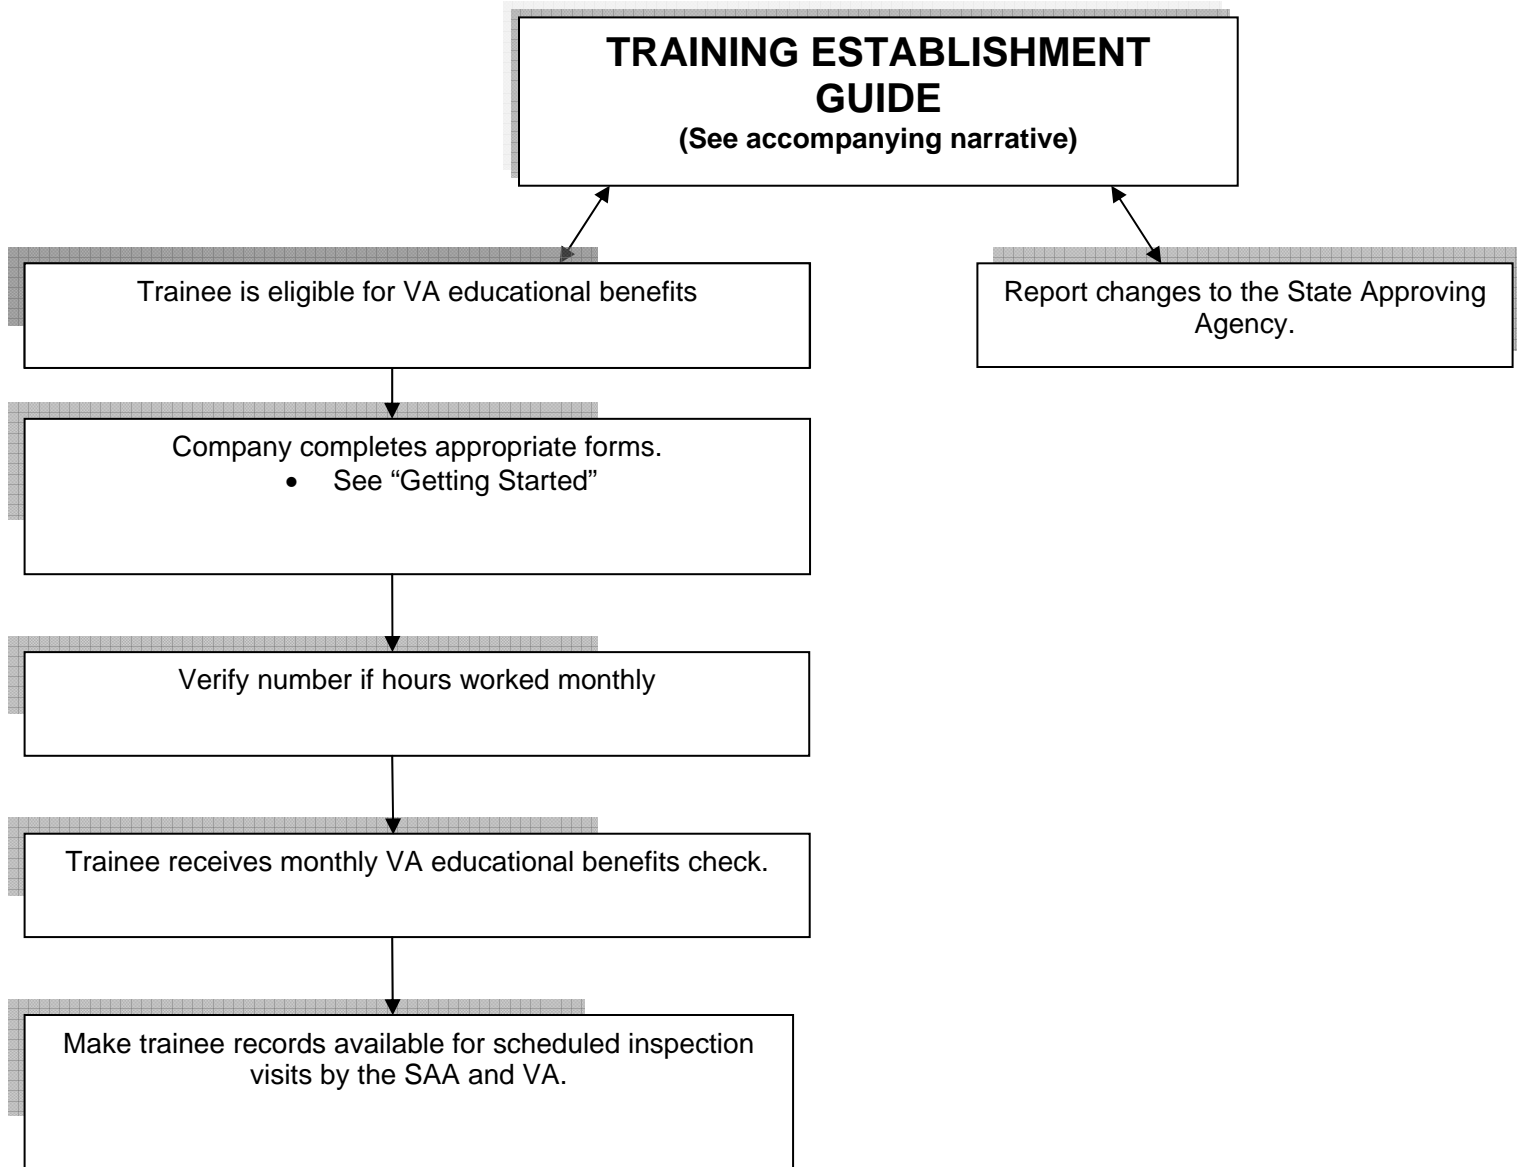 TRAINING ESTABLISHMENT
GUIDE
(See accompanying narrative)
Trainee is eligible for VA educational benefits
Report changes to the State Approving
Agency.
Company completes appropriate forms.
• See “Getting Started”
Verify number if hours worked monthly
Trainee receives monthly VA educational benefits check.
Make trainee records available for scheduled inspection
visits by the SAA and VA.